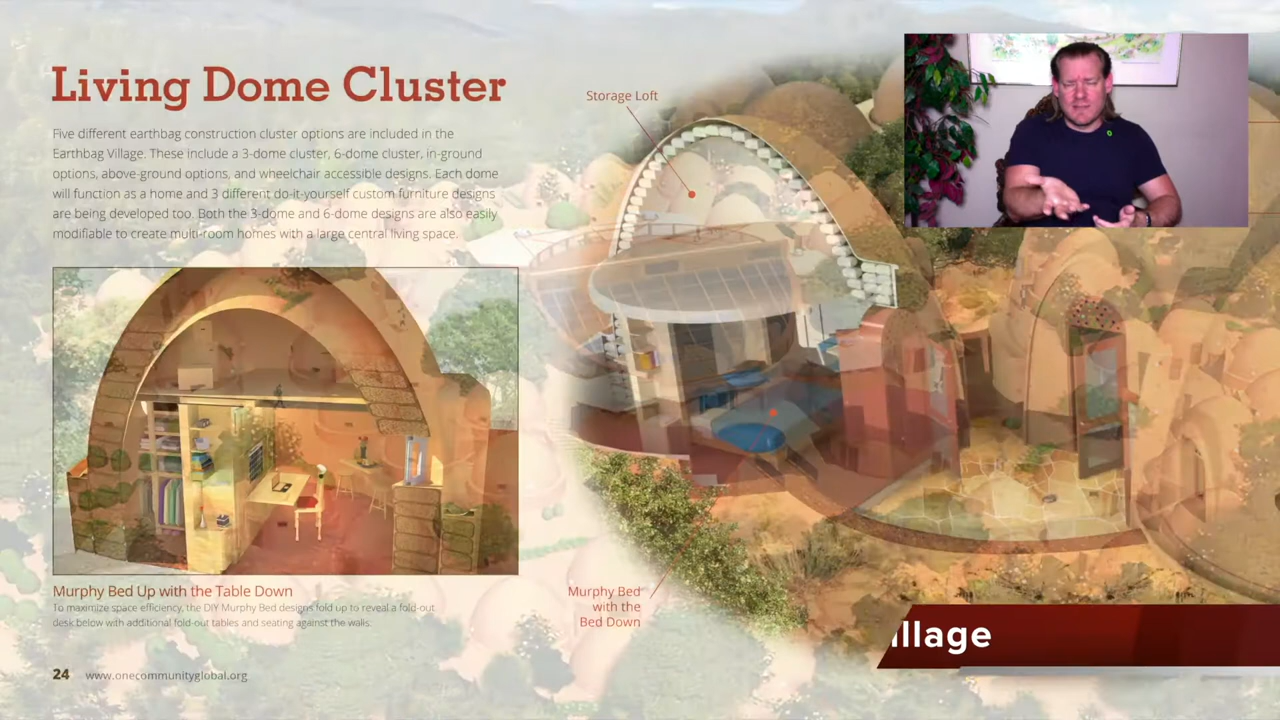 Living Dome Cluster
Five different earthbag construction cluster options are included in the
Earthbag Village. These include a 3-dome cluster, 6-dome cluster, in-ground
options, above-ground options, and wheelchair accessible designs. Each dome
will function as a home and 3 different do-it-yourself custom furniture designs
are being developed too. Both the 3-dome and 6-dome designs are also easily
modifiable to create multi-room homes with a large central living space.
Storage Loft
Murphy Bed Up with the Table Down
To maximize space efficiency, the DIY Murphy Bed designs fold up to reveal a fold-out
desk below with additional fold-out tables and seating against the walls.
Murphy Bed
with the
Bed Down
illage
24 www.onecommunityglobal.org